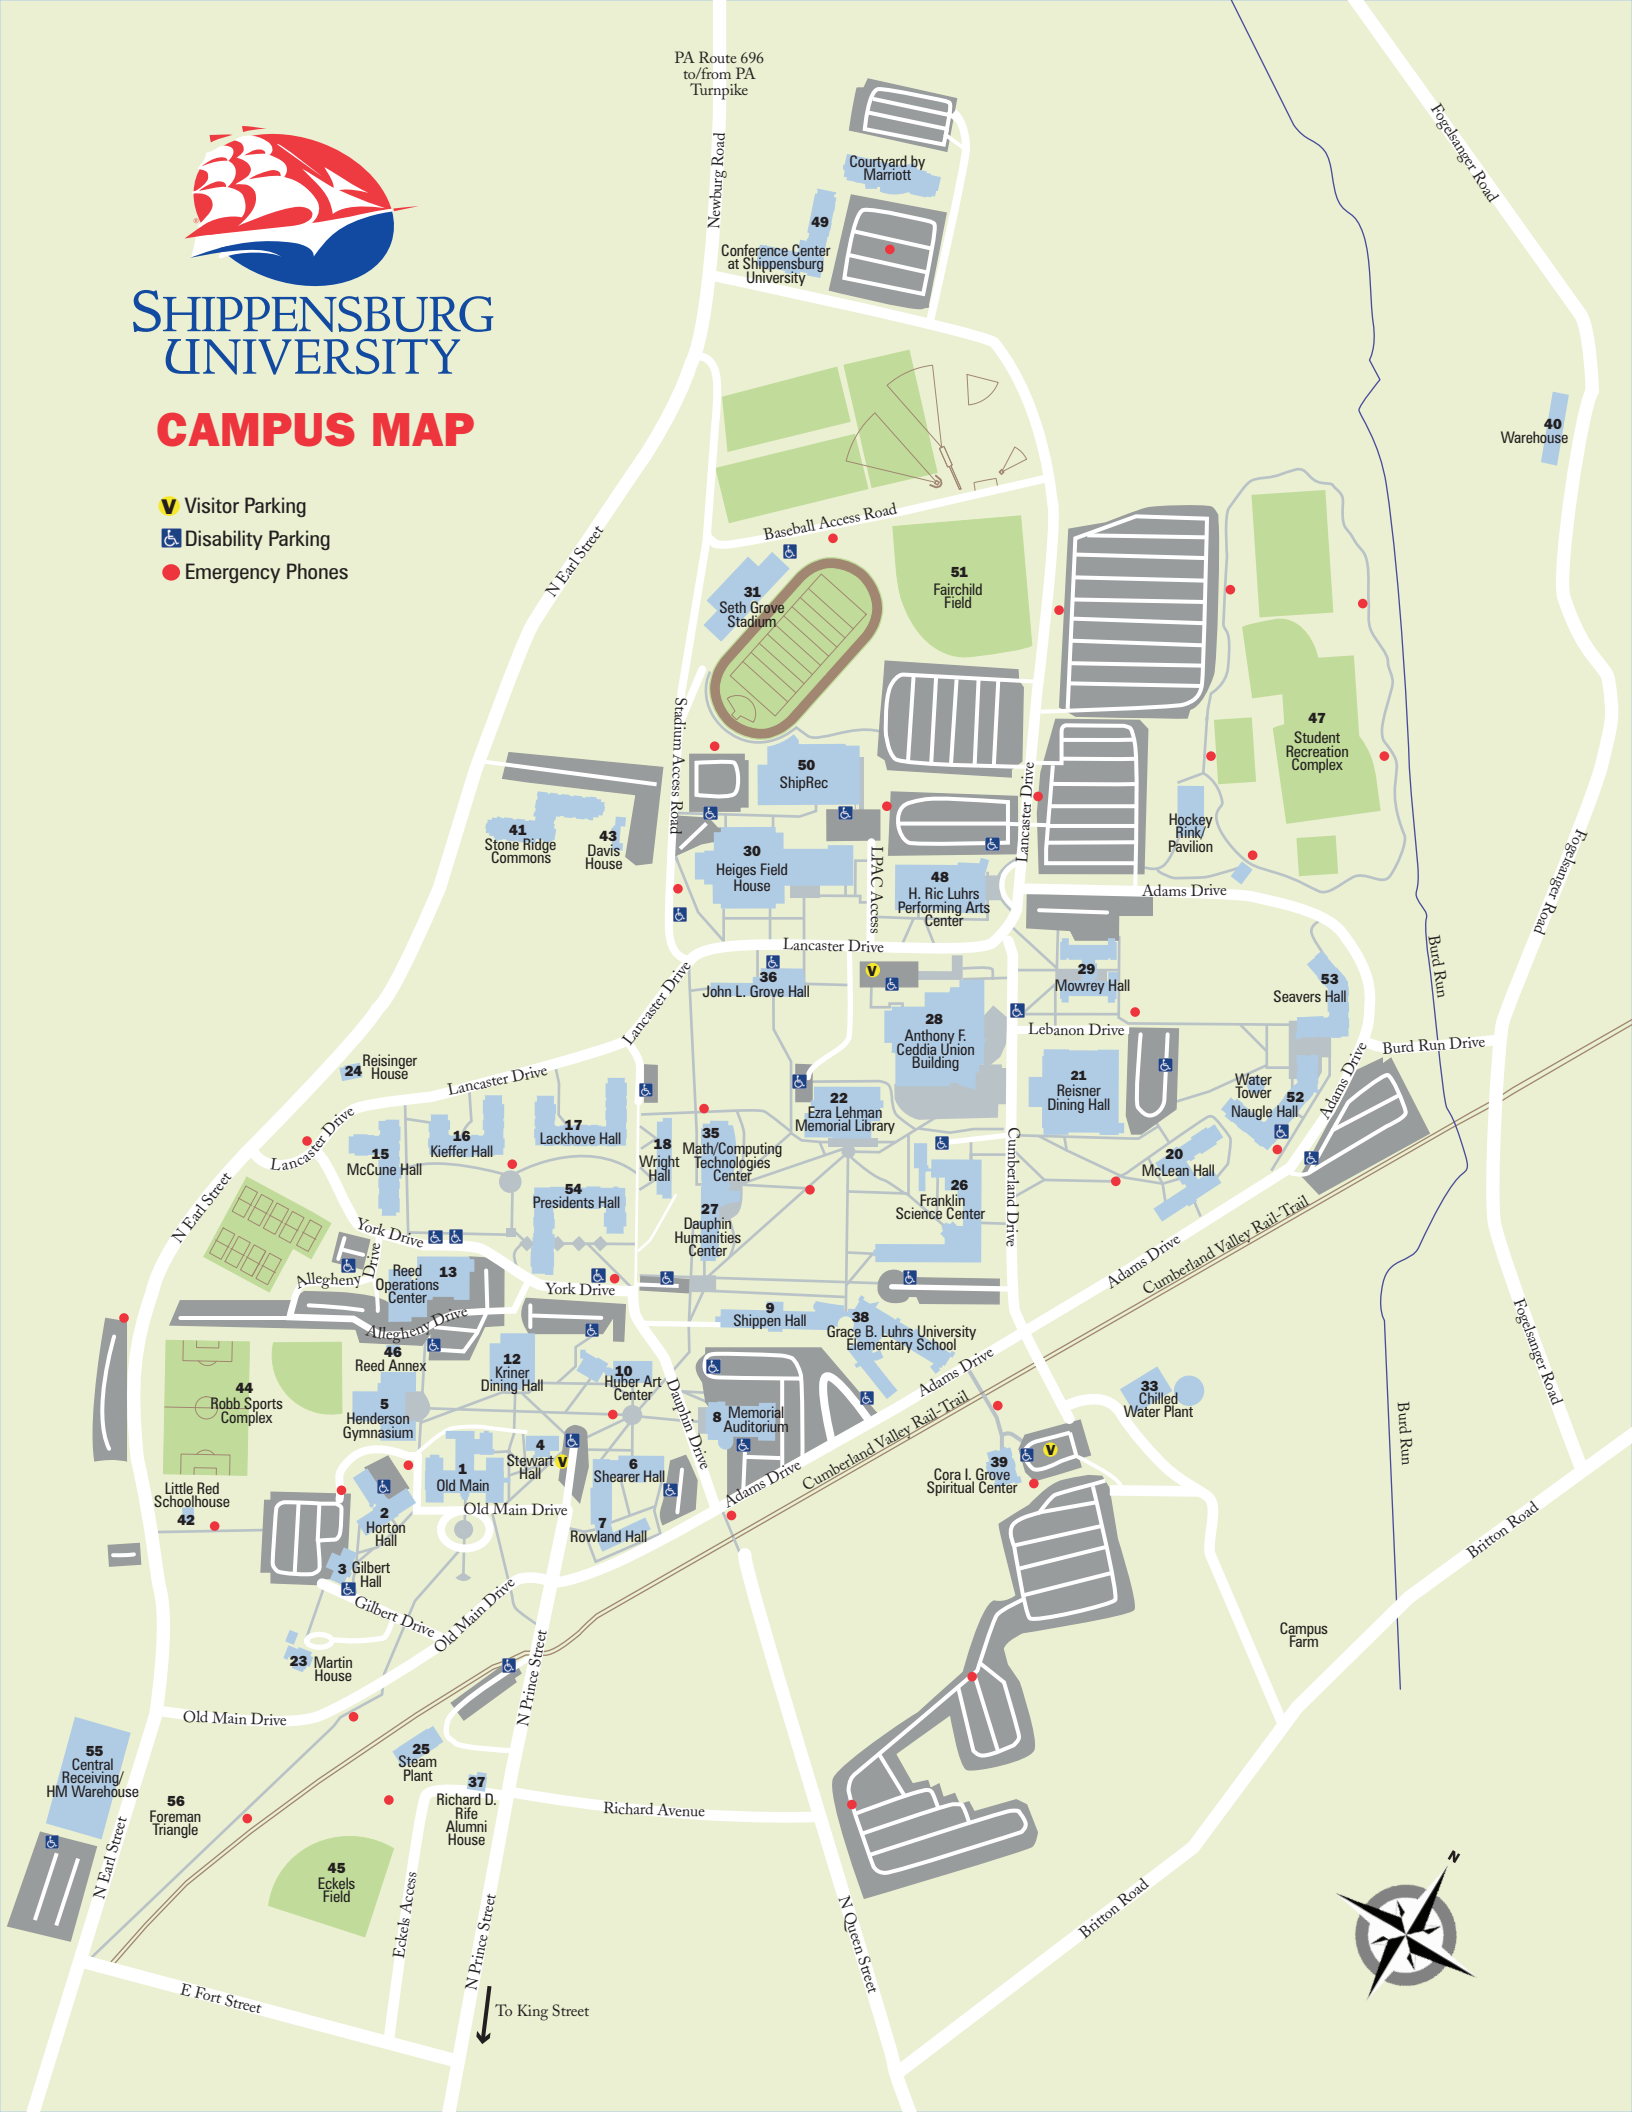 PA Route 696
to/from PA
Turnpike
Newburg Road
Fogelsanger Road
Courtyard by
Marriott
49
Conference Center
at Shippensburg
University
SHIPPENSBURG
UNIVERSITY
CAMPUS MAP
V Visitor Parking
Disability Parking
Emergency Phones
40
Warehouse
N Earl Street
Baseball Access Road
51
Fairchild
Field
31
Seth Grove
Stadium
47
Student
Recreation
Complex
Stadium Access Road
50
ShipRec
Lancaster Drive
Hockey
Rink/
Pavilion
41
Stone Ridge
Commons
43
Davis
House
30
Heiges Field
House
LPAC Access
48
H. Ric Luhrs
Performing Arts
Center
Adams Drive
Fogelsanger Road
Lancaster Drive
Burd Run
V
36
John L. Grove Hall
29
Mowrey Hall
53
Seavers Hall
Lancaster Drive
28
Anthony F.
Ceddia Union
Building
Lebanon Drive
Burd Run Drive
24
Reisinger
House
Lancaster Drive
21
Reisner
Dining Hall
Water
Tower
52
Naugle Hall
Adams Drive
22
Ezra Lehman
Memorial Library
Lancaster Drive
15
McCune Hall
16
Kieffer Hall
17
Lackhove Hall
18
Wright
Hall
35
Math/Computing
Technologies
Center
20
McLean Hall
Cumberland Drive
26
Franklin
Science Center
54
Presidents Hall
27
Dauphin
Humanities
Center
N Earl Street
York Drive
Allegheny
Drive
Reed
Operations
Center
13
York Drive
Adams Drive
Cumberland Valley Rail-Trail
Allegheny Drive
9
Shippen Hall
38
Grace B. Luhrs University
Elementary School
Fogelsanger Road
46
Reed Annex
12
Kriner
Dining Hall
10
Huber Art
Center
Adams Drive
Cumberland Valley Rail-Trail
33
Chilled
Water Plant
44
Robb Sports
Complex
5
Henderson
Gymnasium
Dauphin Drive
8
Memorial
Auditorium
Burd Run
4
Stewart
Hall
V
6
Shearer Hall
V
39
Cora I. Grove
Spiritual Center
1
Old Main
Adams Drive
Little Red
Schoolhouse
42
2
Horton
Hall
Old Main Drive
7
Rowland Hall
Britton Road
3 Gilbert
Hall
Gilbert Drive
Old Main Drive
Campus
Farm
23
Martin
House
N Prince Street
Old Main Drive
55
Central
Receiving/
HM Warehouse
25
Steam
Plant
37
Richard D.
Rife
Alumni
House
56
Foreman
Triangle
Richard Avenue
N Earl Street
45
Eckels
Field
Eckels Access
N Prince Street
N Queen Street
Britton Road
N
E Fort Street
To King Street